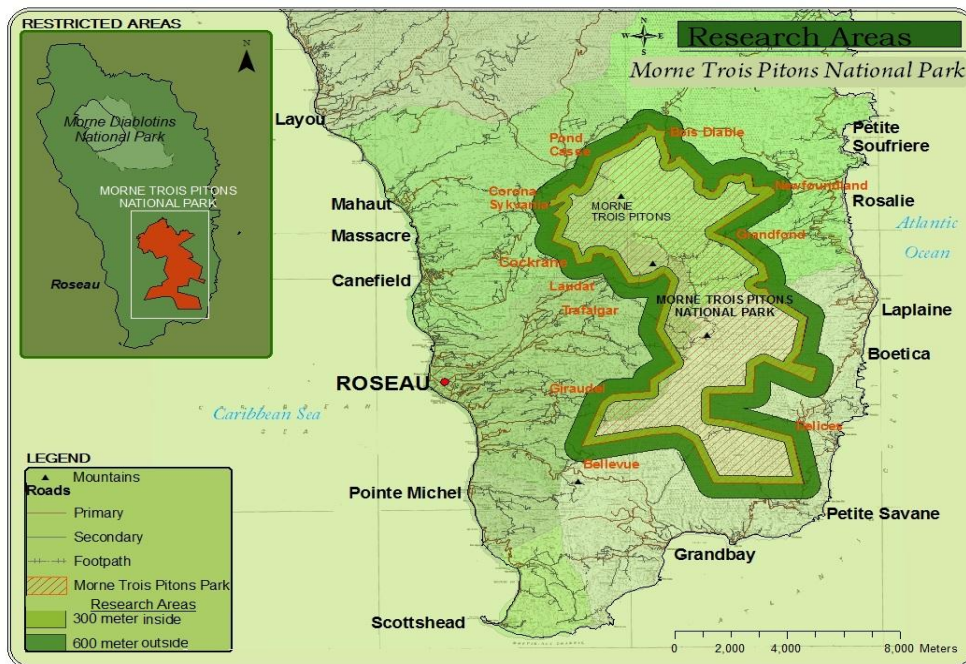 RESTRICTED AREAS
N
Morne Diablotins
National Park
MORNE TROIS PITONS
NATIONAL PARK
Roseau
N
W E
S
Research Areas
Morne Trois Pitons National Park
Layou
Pond
Casse
Bois Diable
Petite
Soufriere
Corona
Sykvania
Newfoundland
Mahaut
MORNE
TROIS PITONS
Rosalie
Massacre
Grandfond
Atlantic
Ocean
Cockrane
Canefield
Laudat
MORNE TROIS PITONS
NATIONAL PARK
Trafalgar
Laplaine
Boetica
ROSEAU
Giraudel
Caribbean Sea
Delices
Bellevue
Pointe Michel
Petite Savane
Grandbay
Scottshead
LEGEND
Mountains
Roads
Primary
Secondary
Footpath
Morne Trois Pitons Park
Research Areas
300 meter inside
600 meter outside
0 2,000 4,000 8,000 Meters